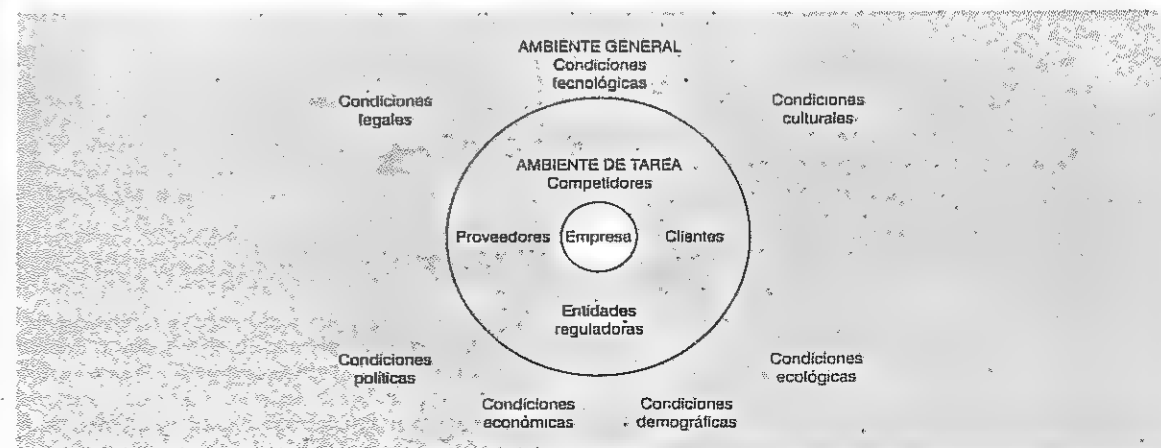 AMBIENTE GENERAL
Condiciones
tecnológicas
Condiciones
legales
Condiciones
culturales
AMBIENTE DE TAREA
Competidores
Proveedores
Empresa
Clientes
Entidades
reguladoras
Condiciones
políticas
Condiciones
ecológicas
Condiciones
económicas
Condiciones
demográficas